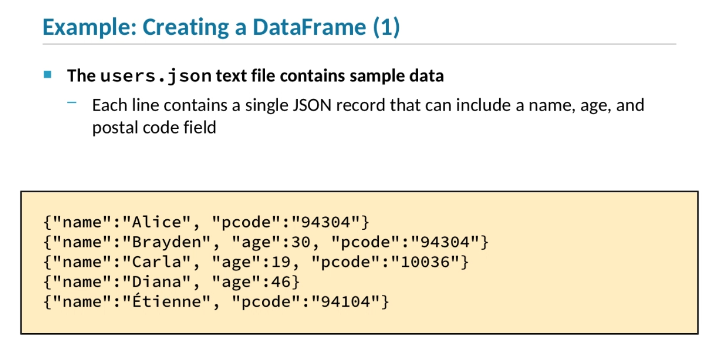 Example: Creating a DataFrame (1)
■ The users.json text file contains sample data
– Each line contains a single JSON record that can include a name, age, and
postal code field
{"name":"Alice", "pcode":"94304"}
{"name":"Brayden", "age":30, "pcode":"94304"}
{"name":"Carla", "age":19, "pcode":"10036"}
{"name":"Diana", "age":46}
{"name":"Étienne", "pcode":"94104"}